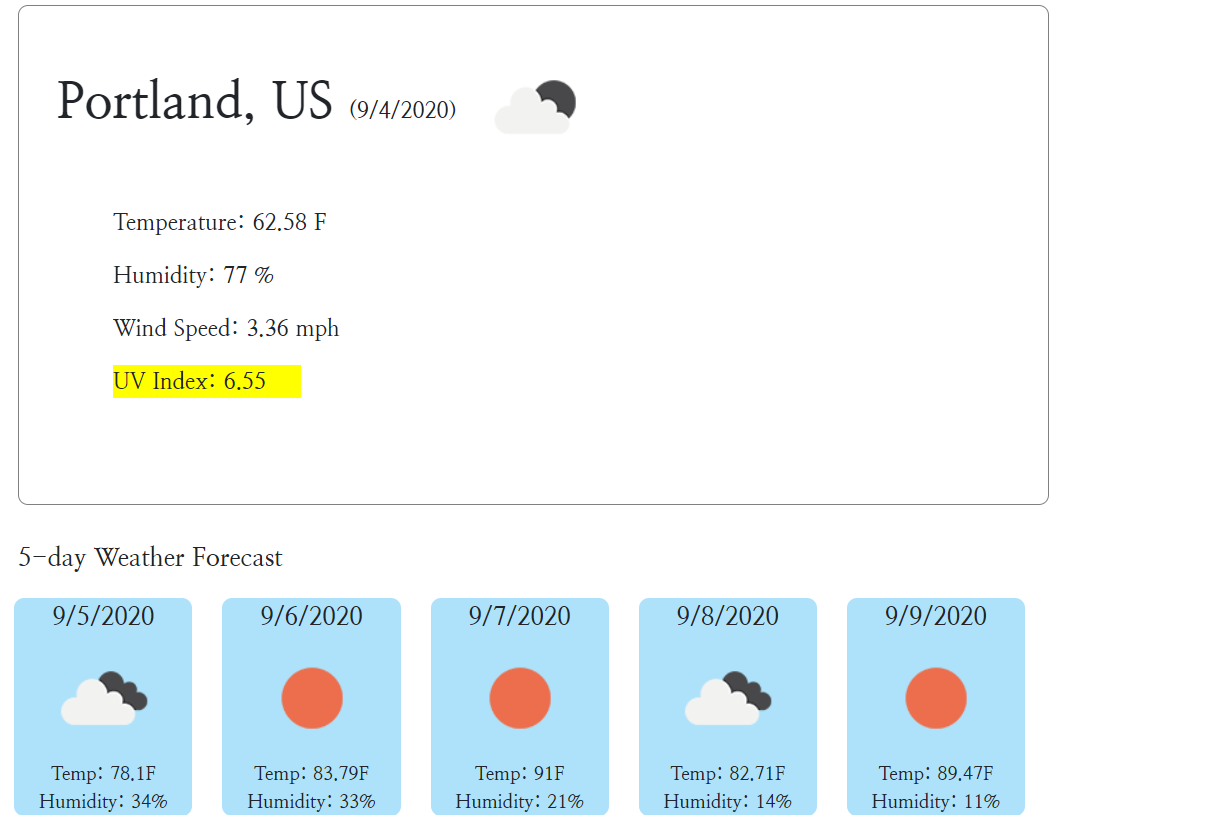 Portland, US (9/4/2020)
Temperature: 62.58 F
Humidity: 77 %
Wind Speed: 3.36 mph
UV Index: 6.55
5-day Weather Forecast
9/5/2020
Temp: 78.1F
Humidity: 34%
9/6/2020
Temp: 83.79F
Humidity: 33%
9/7/2020
Temp: 91F
Humidity: 21%
9/8/2020
Temp: 82.71F
Humidity: 14%
9/9/2020
Temp: 89.47F
Humidity: 11%